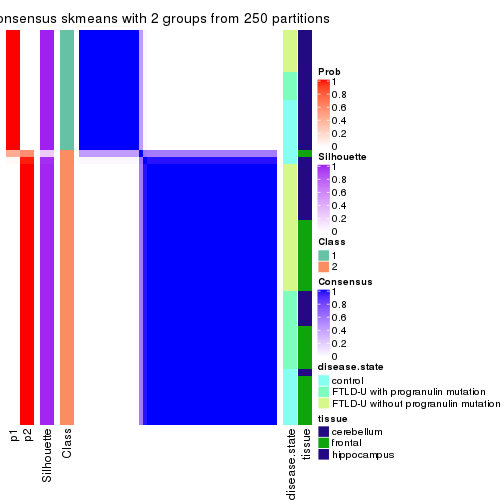 onsensus skmeans with 2 groups from 250 partitions
Prob
1
0.8
0.6
0.4
0.2
0
Silhouette
1
0.8
0.6
0.4
0.2
0
Class
1
2
Consensus
1
0.8
0.6
0.4
0.2
0
disease.state
control
FTLD-U with progranulin mutation
FTLD-U without progranulin mutation
tissue
cerebellum
frontal
hippocampus
p1
p2
Silhouette
Class
disease.state
tissue